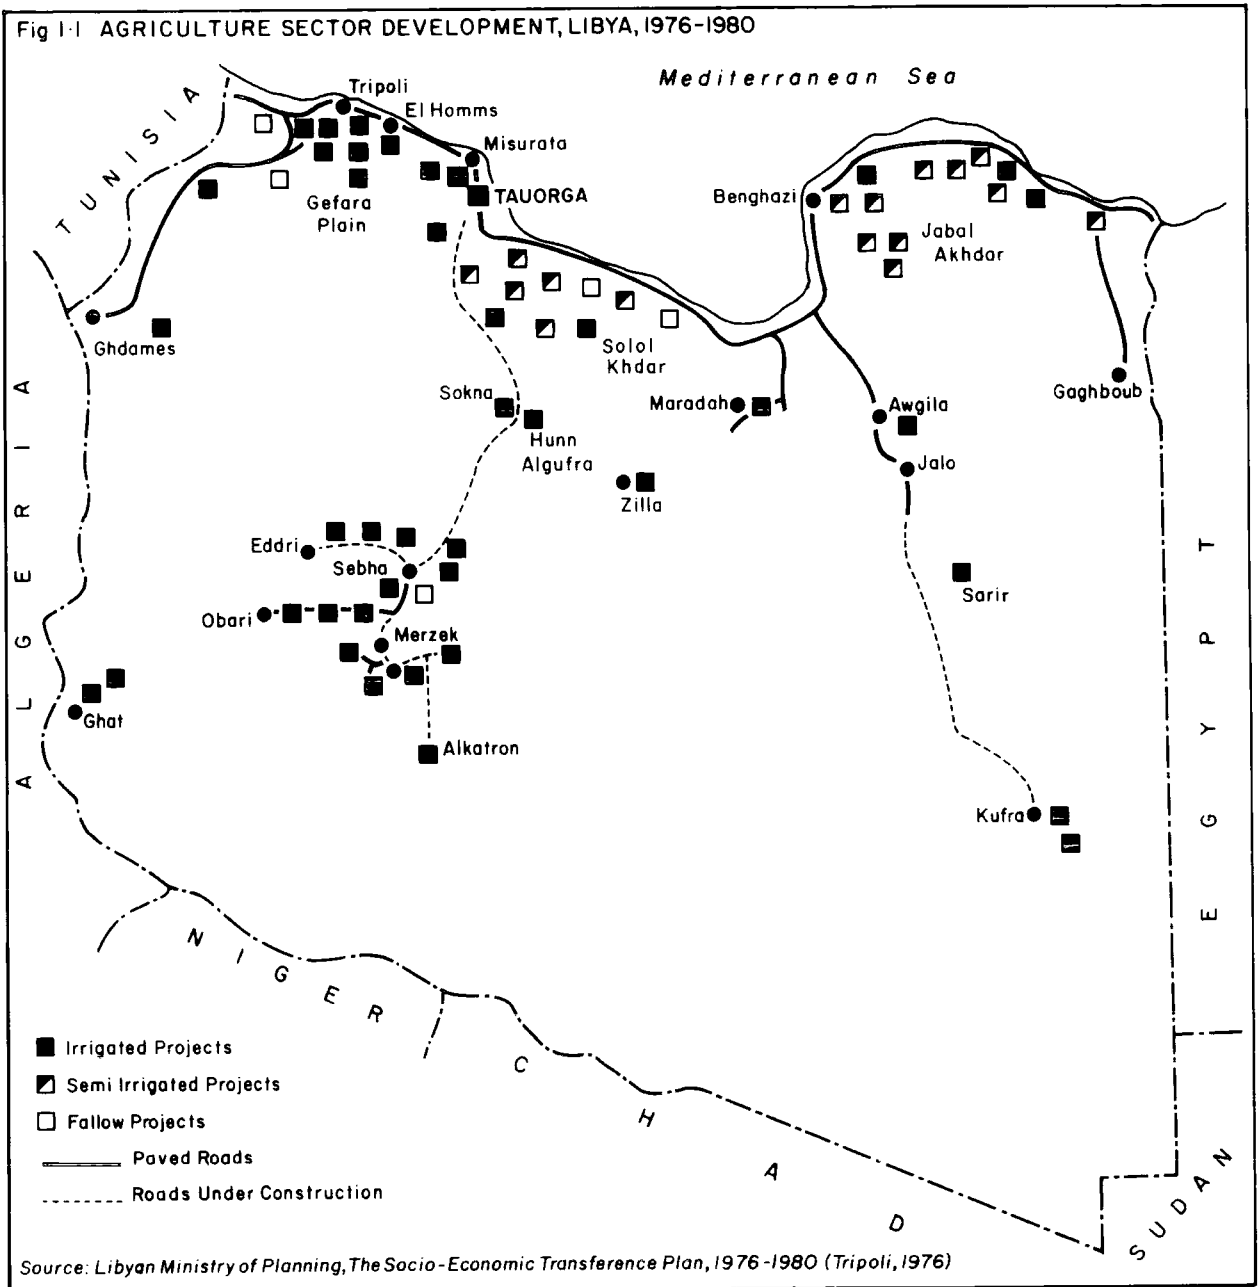 Fig 1·1 AGRICULTURE SECTOR DEVELOPMENT, LIBYA, 1976-1980
Mediterranean Sea
TUNISIA
Tripoli
El Homms
Misurata
TAUORGA
Gefara
Plain
Benghazi
Jabal
Akhdar
Ghdames
Solol
Khdar
Gaghboub
Sokna
Maradah
Awgila
Hunn
Algufra
Jalo
Zilla
ALGERIA
Eddri
Sebha
Sarir
Obari
Merzek
EGYPT
Ghat
Alkatron
Kufra
NIGER
CHAD
SUDAN
Irrigated Projects
Semi Irrigated Projects
Fallow Projects
Paved Roads
Roads Under Construction
Source: Libyan Ministry of Planning, The Socio-Economic Transference Plan, 1976-1980 (Tripoli, 1976)